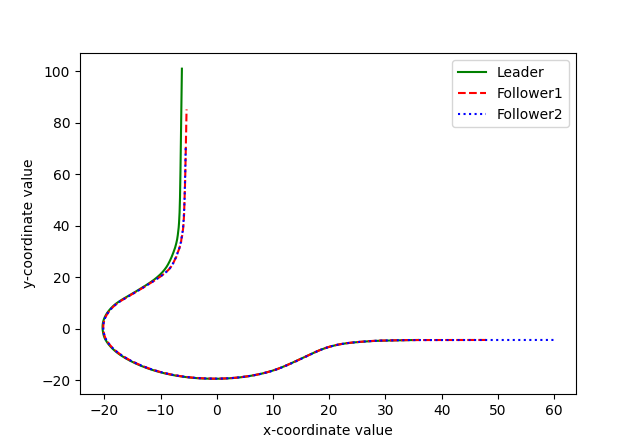 Leader
Follower1
Follower2
100
80
60
40
20
0
−20
y-coordinate value
−20 −10 0 10 20 30 40 50 60
x-coordinate value